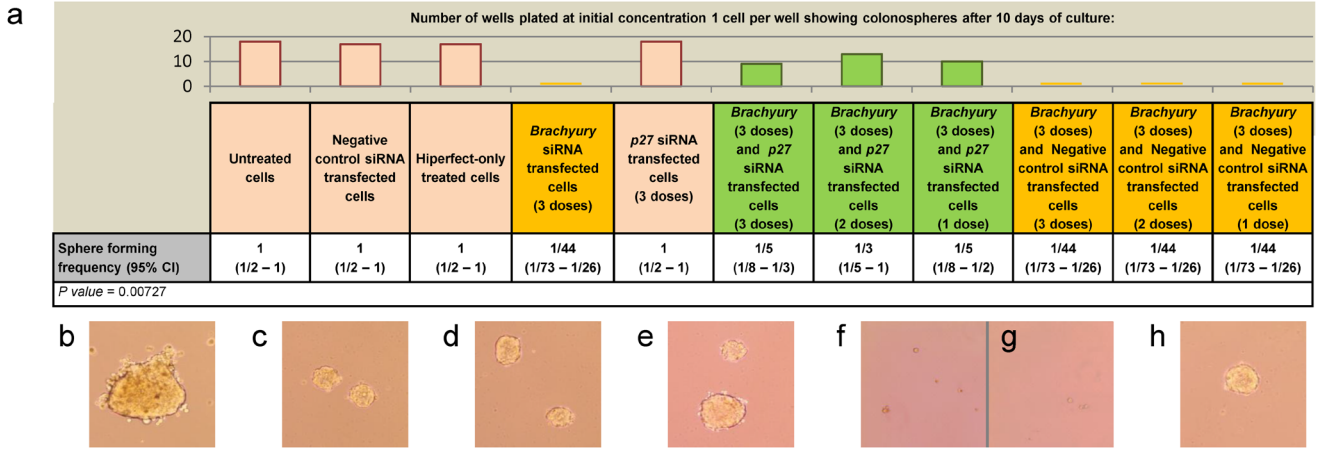 a
Number of wells plated at initial concentration 1 cell per well showing colonospheres after 10 days of culture:
20
10
0
Untreated
cells
Negative
control siRNA
transfected
cells
Hiperfect-only
treated cells
Brachyury
siRNA
transfected
cells
(3 doses)
p27 siRNA
transfected
cells
(3 doses)
Brachyury
(3 doses)
and p27
siRNA
transfected
cells
(3 doses)
Brachyury
(3 doses)
and p27
siRNA
transfected
cells
(2 doses)
Brachyury
(3 doses)
and p27
siRNA
transfected
cells
(1 dose)
Brachyury
(3 doses)
and Negative
control siRNA
transfected
cells
(3 doses)
Brachyury
(3 doses)
and Negative
control siRNA
transfected
cells
(2 doses)
Brachyury
(3 doses)
and Negative
control siRNA
transfected
cells
(1 dose)
Sphere forming
frequency (95% CI)
1
(1/2 – 1)
1
(1/2 – 1)
1
(1/2 – 1)
1/44
(1/73 – 1/26)
1
(1/2 – 1)
1/5
(1/8 – 1/3)
1/3
(1/5 – 1)
1/5
(1/8 – 1/2)
1/44
(1/73 – 1/26)
1/44
(1/73 – 1/26)
1/44
(1/73 – 1/26)
P value = 0.00727
b
c
d
e
f
g
h